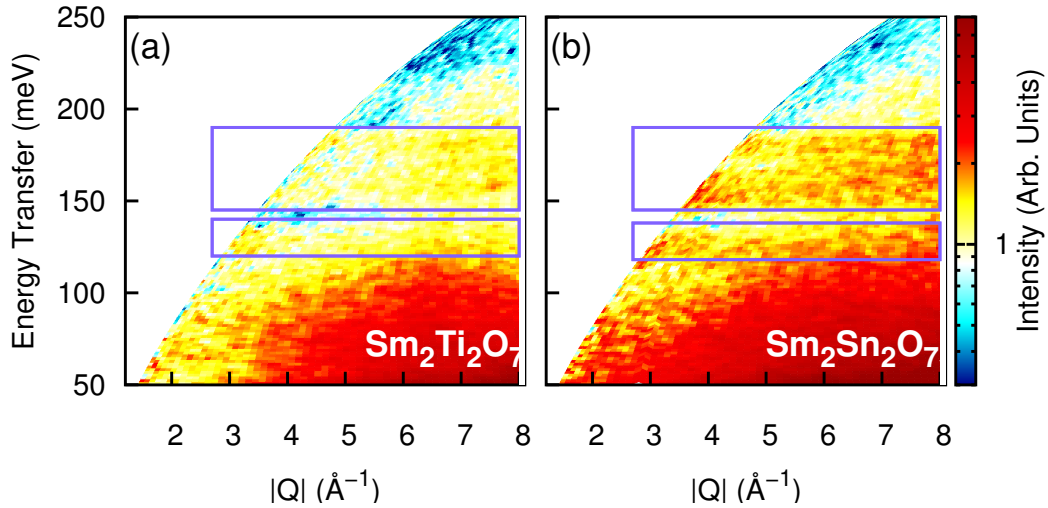 Energy Transfer (meV)
250
200
150
100
50
(a)
Sm₂Ti₂O₇
2 3 4 5 6 7 8
|Q| (Å⁻¹)
(b)
Sm₂Sn₂O₇
2 3 4 5 6 7 8
|Q| (Å⁻¹)
1
Intensity (Arb. Units)